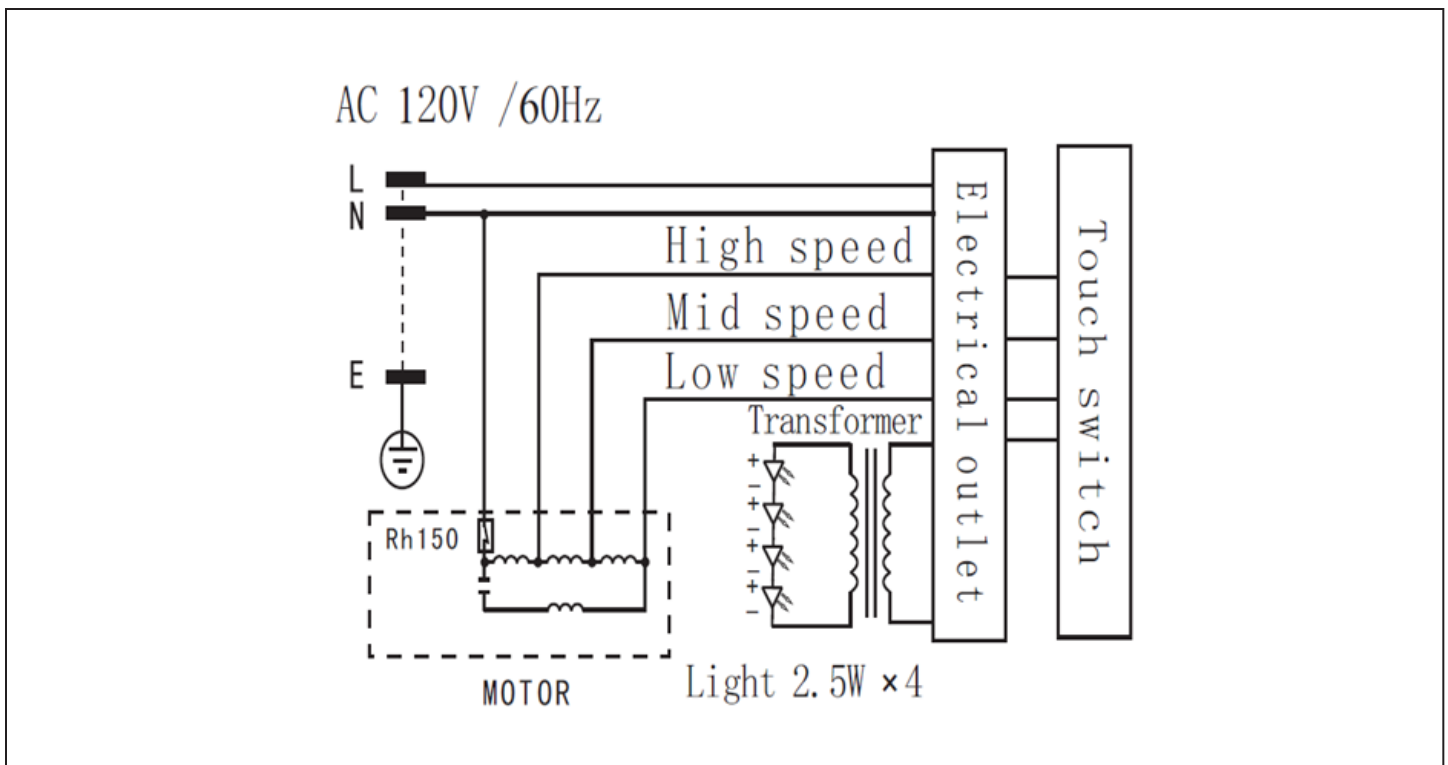 AC 120V /60Hz
L
N
High speed
Mid speed
Low speed
E
Transformer
+
−
+
−
+
−
+
−
Rh150
MOTOR
Light 2.5W ×4
Electrical outlet
Touch switch